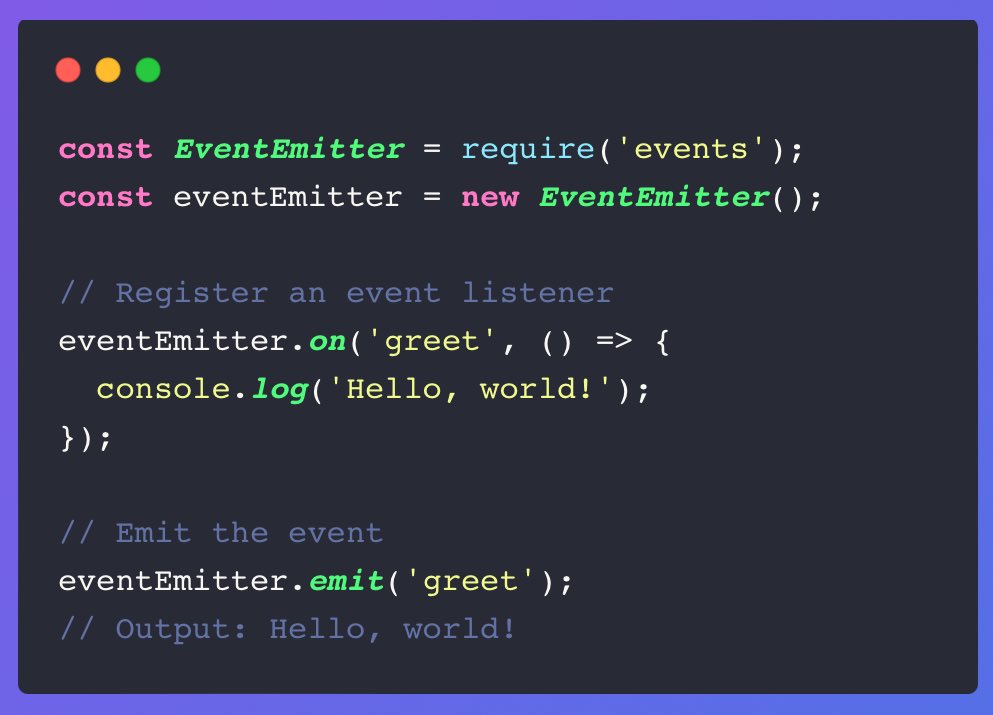 const EventEmitter = require('events');
const eventEmitter = new EventEmitter();

// Register an event listener
eventEmitter.on('greet', () => {
  console.log('Hello, world!');
});

// Emit the event
eventEmitter.emit('greet');
// Output: Hello, world!